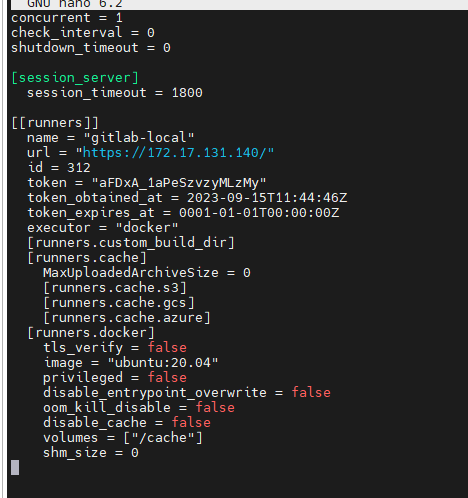 GNU nano 6.2
concurrent = 1
check_interval = 0
shutdown_timeout = 0
[session_server]
session_timeout = 1800
[[runners]]
name = "gitlab-local"
url = "https://172.17.131.140/"
id = 312
token = "aFDxA_1aPeSzvzyMLzMy"
token_obtained_at = 2023-09-15T11:44:46Z
token_expires_at = 0001-01-01T00:00:00Z
executor = "docker"
[runners.custom_build_dir]
[runners.cache]
MaxUploadedArchiveSize = 0
[runners.cache.s3]
[runners.cache.gcs]
[runners.cache.azure]
[runners.docker]
tls_verify = false
image = "ubuntu:20.04"
privileged = false
disable_entrypoint_overwrite = false
oom_kill_disable = false
disable_cache = false
volumes = ["/cache"]
shm_size = 0